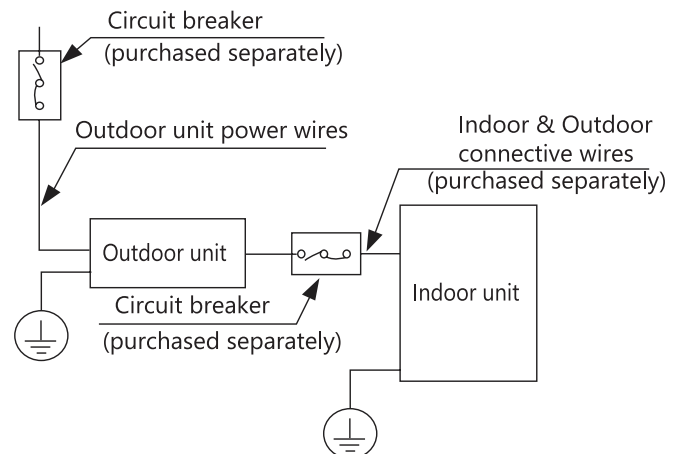 Circuit breaker
(purchased separately)
Outdoor unit power wires
Indoor & Outdoor
connective wires
(purchased separately)
Outdoor unit
Indoor unit
Circuit breaker
(purchased separately)